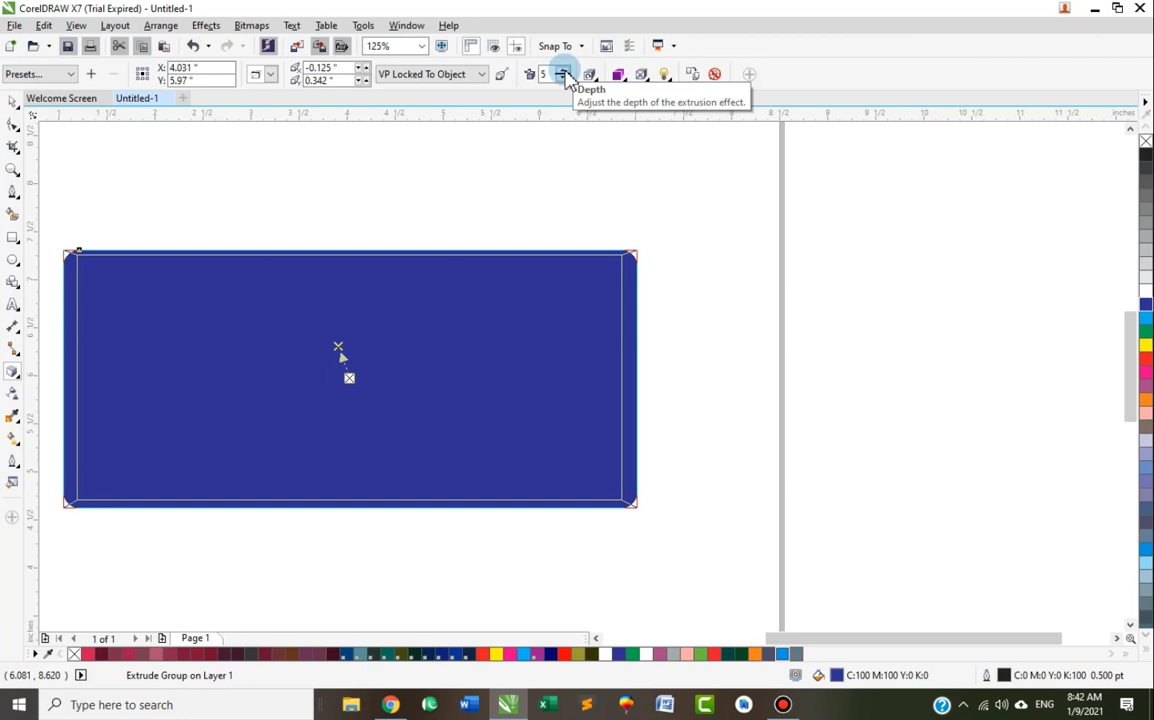 CorelDRAW X7 (Trial Expired) - Untitled-1
File Edit View Layout Arrange Effects Bitmaps Text Table Tools Window Help
125% Snap To
Presets... X: 4.031 " -0.125 " VP Locked To Object 5
Y: 5.97 " 0.342 "
Depth
Adjust the depth of the extrusion effect.
Welcome Screen Untitled-1
inches
inches
1 of 1 Page 1
(6.081 , 8.620 ) Extrude Group on Layer 1 C:100 M:100 Y:0 K:0 C:0 M:0 Y:0 K:100 0.500 pt
Type here to search ENG 8:42 AM
1/9/2021